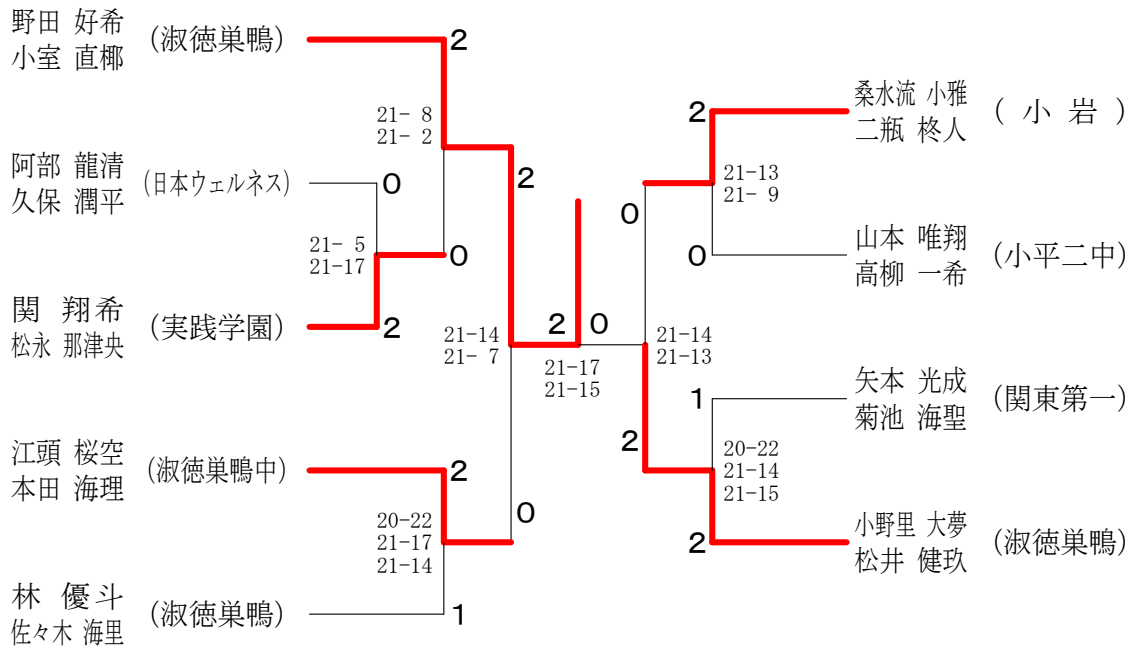 野田 好希
小室 直椰
(淑徳巣鴨)
2
21- 8
21- 2
阿部 龍清
久保 潤平
(日本ウェルネス)
0
21- 5
21-17
0
関 翔希
松永 那津央
(実践学園)
2
2
21-14
21- 7
江頭 桜空
本田 海理
(淑徳巣鴨中)
2
20-22
21-17
21-14
0
林 優斗
佐々木 海里
(淑徳巣鴨)
1
2
0
21-17
21-15
桑水流 小雅
二瓶 柊人
( 小 岩 )
2
21-13
21- 9
0
山本 唯翔
高柳 一希
(小平二中)
0
21-14
21-13
矢本 光成
菊池 海聖
(関東第一)
1
20-22
21-14
21-15
2
小野里 大夢
松井 健玖
(淑徳巣鴨)
2